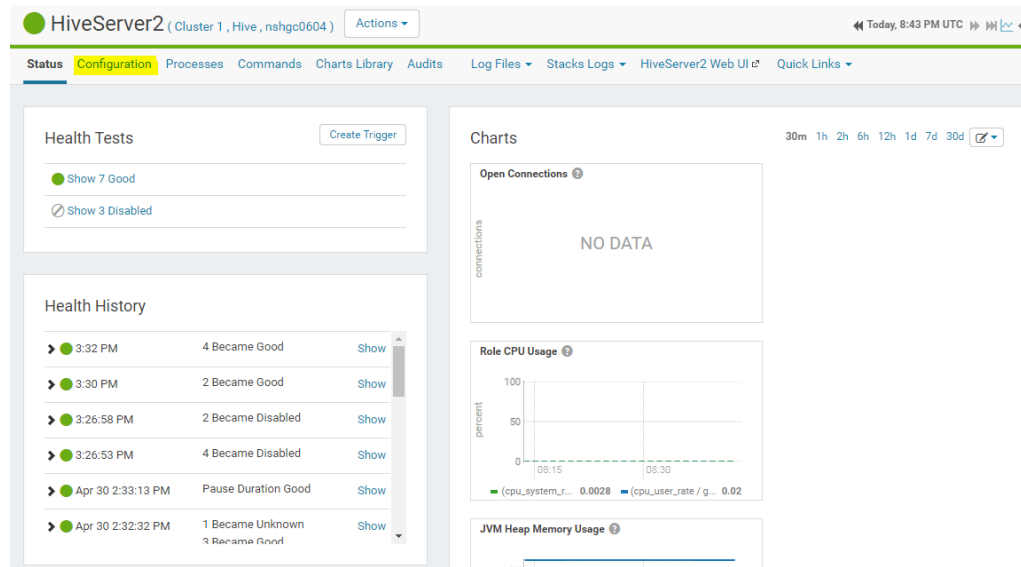 HiveServer2 ( Cluster 1 , Hive , nshgc0604 ) Actions Today, 8:43 PM UTC
Status Configuration Processes Commands Charts Library Audits Log Files Stacks Logs HiveServer2 Web UI Quick Links
Health Tests Create Trigger
Show 7 Good
Show 3 Disabled
Health History
3:32 PM 4 Became Good Show
3:30 PM 2 Became Good Show
3:26:58 PM 2 Became Disabled Show
3:26:53 PM 4 Became Disabled Show
Apr 30 2:33:13 PM Pause Duration Good Show
Apr 30 2:32:32 PM 1 Became Unknown Show
3 Became Good
Charts 30m 1h 2h 6h 12h 1d 7d 30d
Open Connections ?
connections
NO DATA
Role CPU Usage ?
percent
100
50
0
08:15 08:30
(cpu_system_r... 0.0028 (cpu_user_rate / g... 0.02
JVM Heap Memory Usage ?